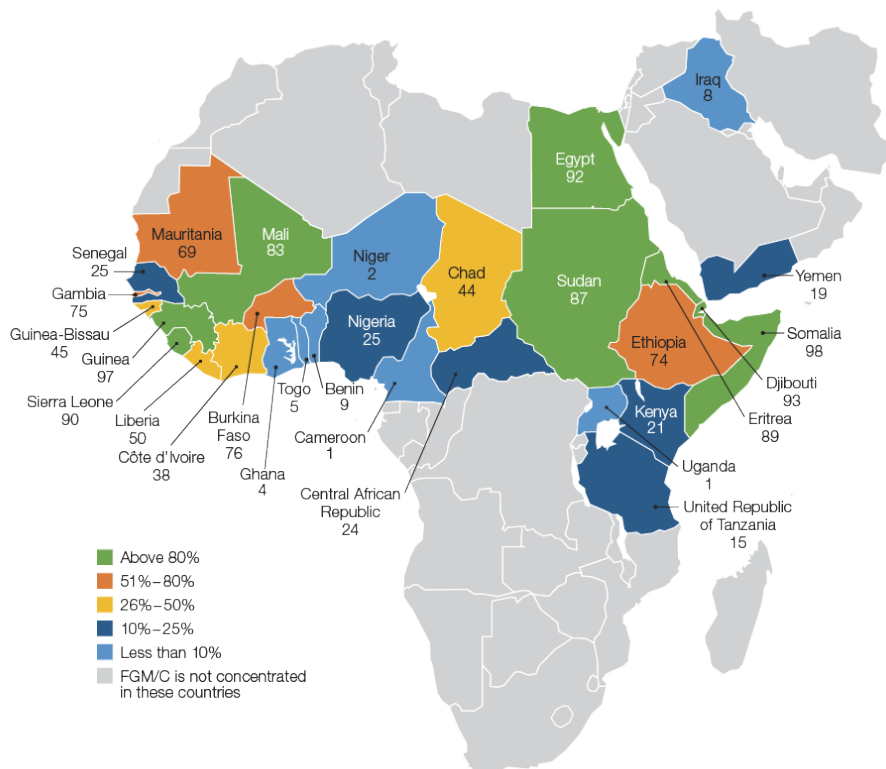 Iraq
8
Egypt
92
Mauritania
69
Mali
83
Niger
2
Chad
44
Sudan
87
Senegal
25
Yemen
19
Gambia
75
Nigeria
25
Ethiopia
74
Somalia
98
Guinea-Bissau
45
Guinea
97
Djibouti
93
Sierra Leone
90
Liberia
50
Côte d'Ivoire
38
Burkina
Faso
76
Ghana
4
Togo
5
Benin
9
Cameroon
1
Central African
Republic
24
Kenya
21
Eritrea
89
Uganda
1
United Republic
of Tanzania
15
Above 80%
51%–80%
26%–50%
10%–25%
Less than 10%
FGM/C is not concentrated
in these countries